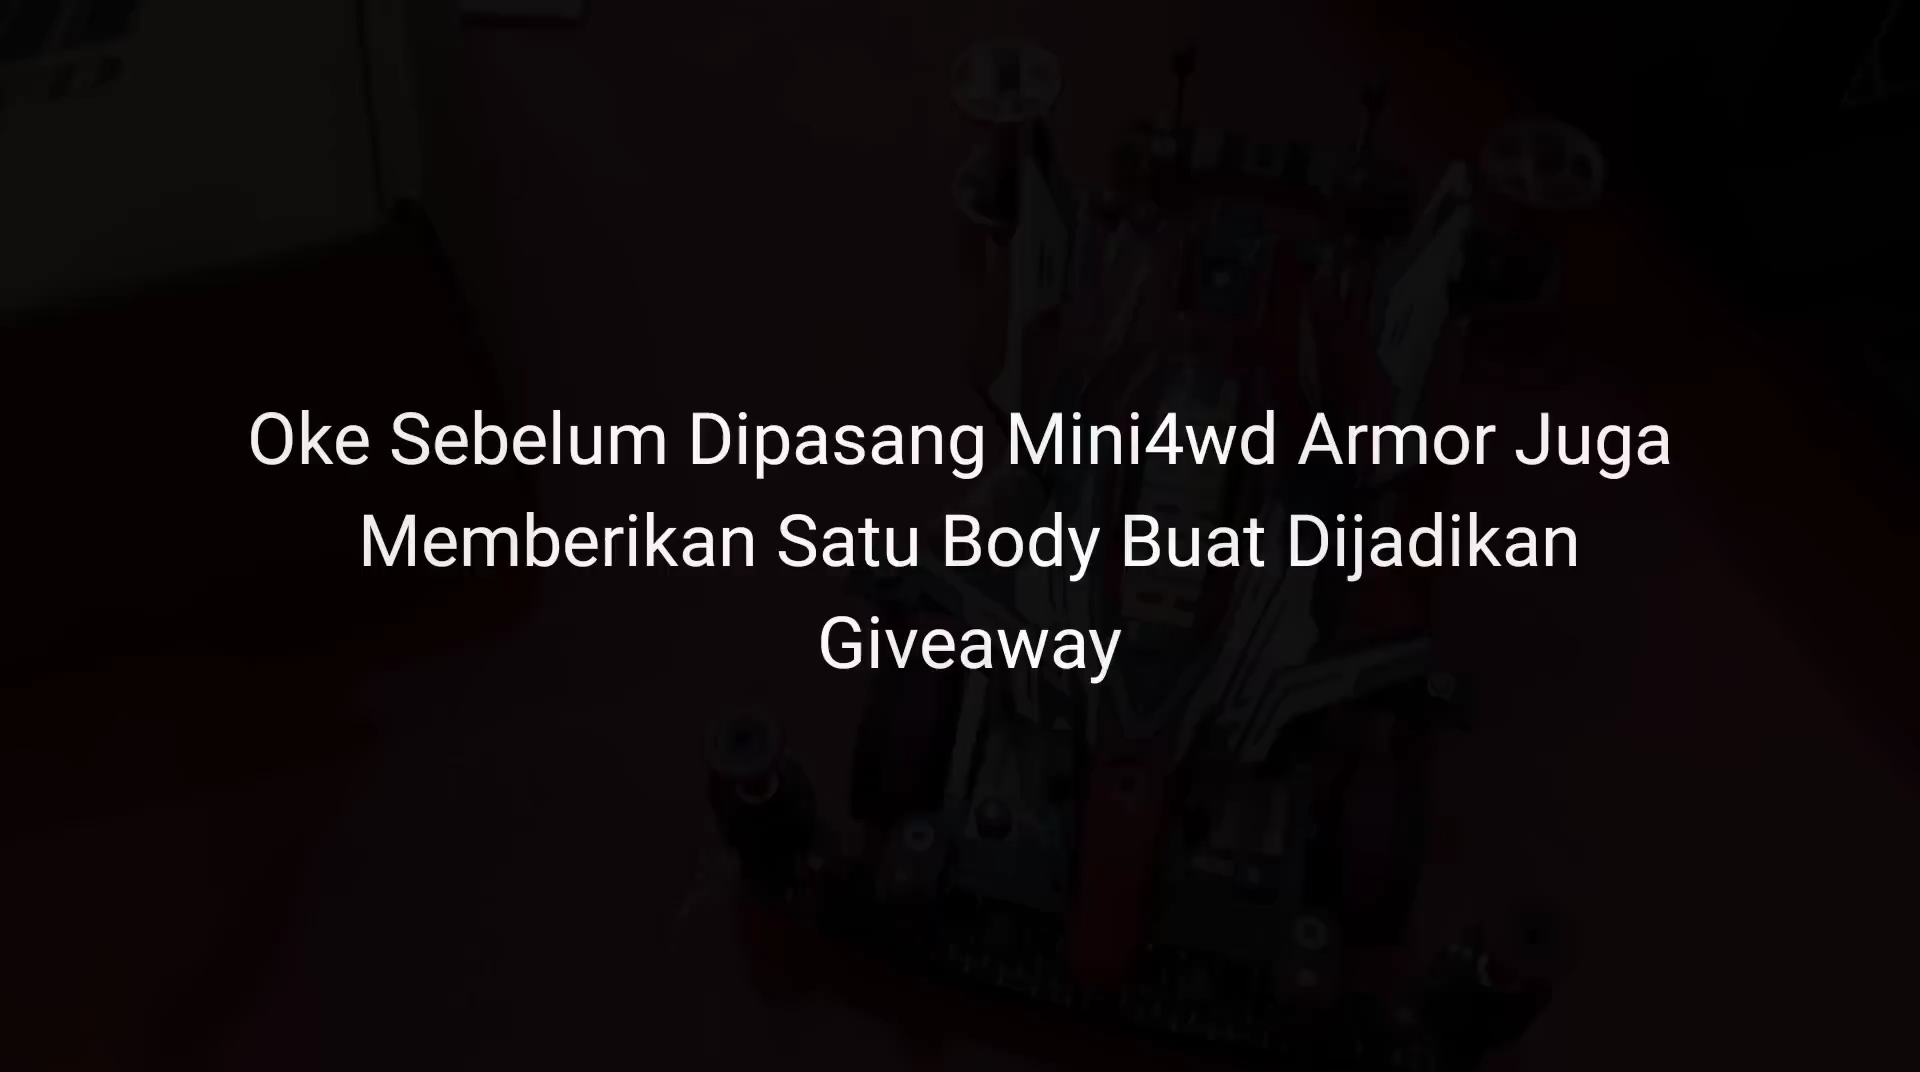 Oke Sebelum Dipasang Mini4wd Armor Juga
Memberikan Satu Body Buat Dijadikan
Giveaway